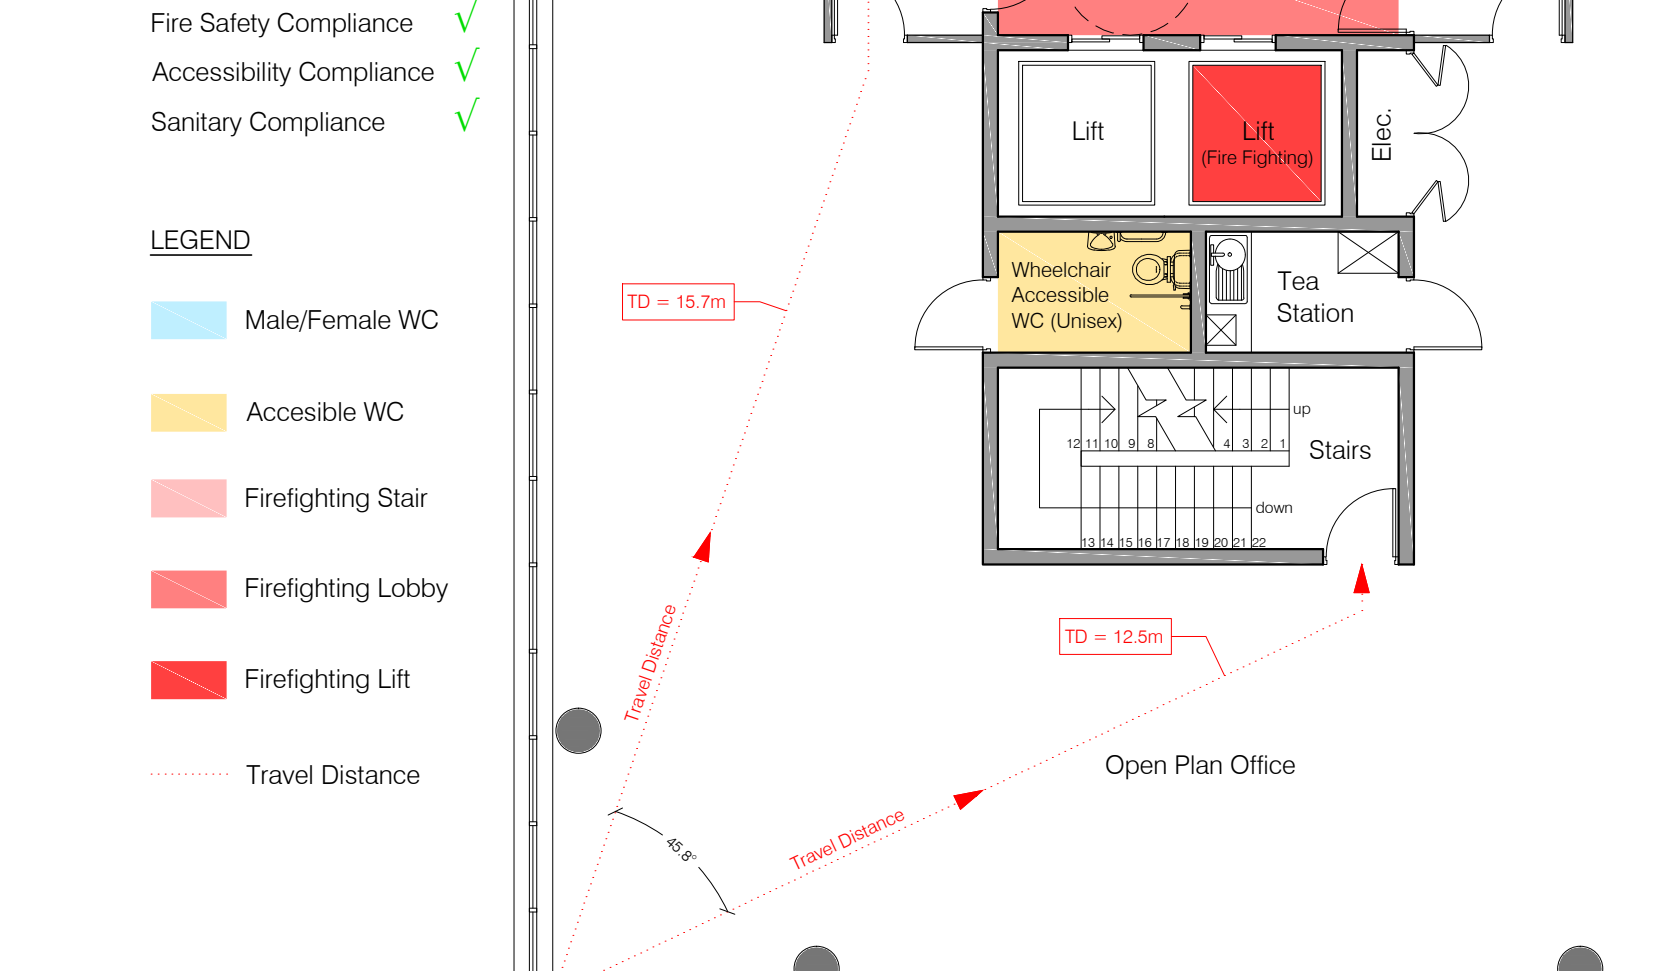 Fire Safety Compliance √
Accessibility Compliance √
Sanitary Compliance √
LEGEND
Male/Female WC
Accesible WC
Firefighting Stair
Firefighting Lobby
Firefighting Lift
Travel Distance
Lift
Lift
(Fire Fighting)
Elec.
Wheelchair
Accessible
WC (Unisex)
Tea
Station
TD = 15.7m
up
12 11 10 9 8 4 3 2 1
Stairs
down
13 14 15 16 17 18 19 20 21 22
Travel Distance
TD = 12.5m
Open Plan Office
Travel Distance
45.8°